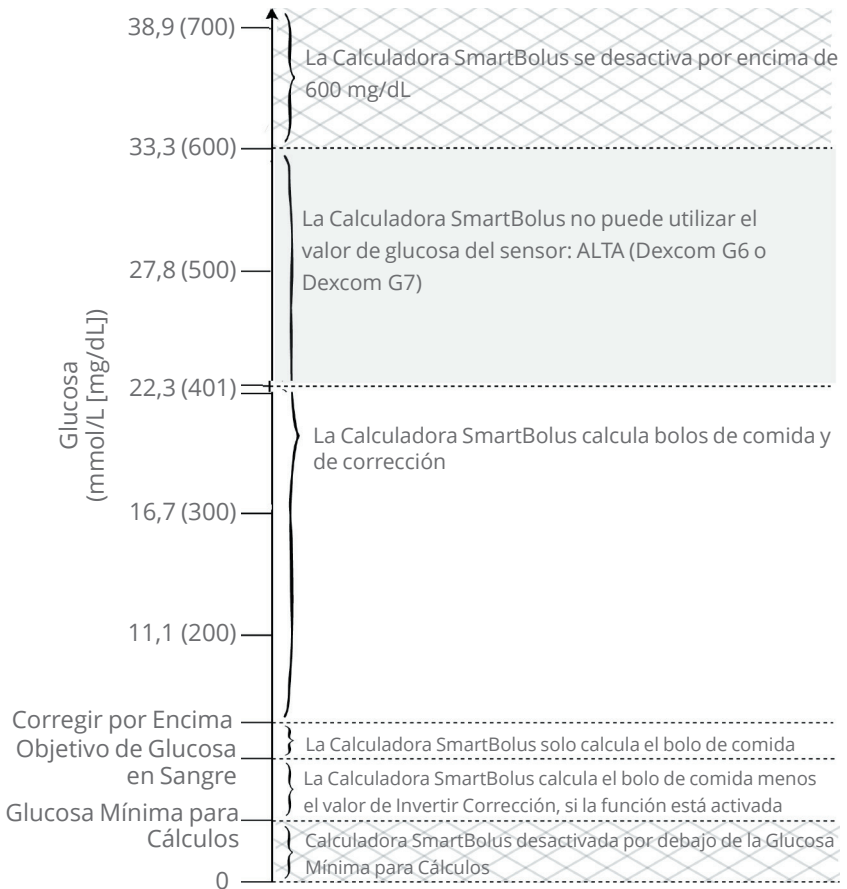 38,9 (700)
La Calculadora SmartBolus se desactiva por encima de
600 mg/dL
33,3 (600)
La Calculadora SmartBolus no puede utilizar el
valor de glucosa del sensor: ALTA (Dexcom G6 o
Dexcom G7)
27,8 (500)
Glucosa
(mmol/L [mg/dL])
22,3 (401)
La Calculadora SmartBolus calcula bolos de comida y
de corrección
16,7 (300)
11,1 (200)
Corregir por Encima
La Calculadora SmartBolus solo calcula el bolo de comida
Objetivo de Glucosa
en Sangre
La Calculadora SmartBolus calcula el bolo de comida menos
el valor de Invertir Corrección, si la función está activada
Glucosa Mínima para
Cálculos
Calculadora SmartBolus desactivada por debajo de la Glucosa
Mínima para Cálculos
0